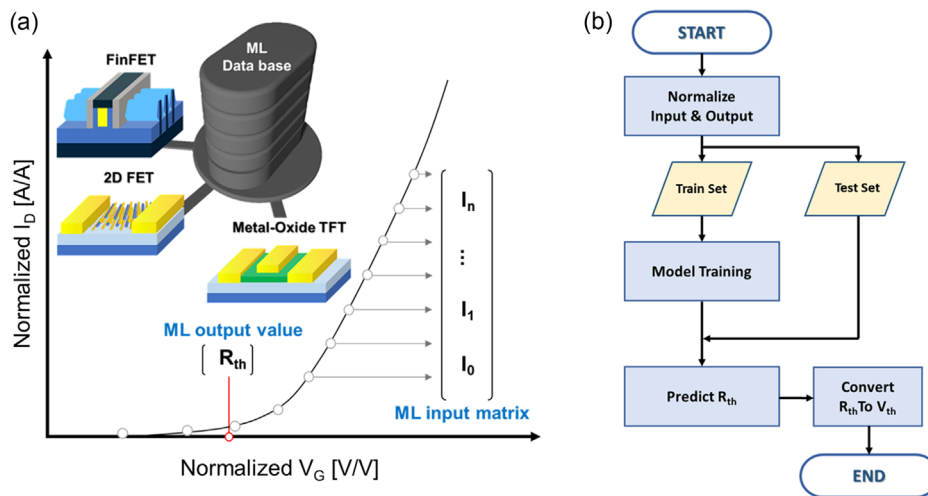 (a)
ML
Data base
FinFET
2D FET
Metal-Oxide TFT
ML output value
R_th
I_n
⋮
I_1
I_0
ML input matrix
Normalized I_D [A/A]
Normalized V_G [V/V]
(b)
START
Normalize
Input & Output
Train Set
Test Set
Model Training
Predict R_th
Convert
R_thTo V_th
END